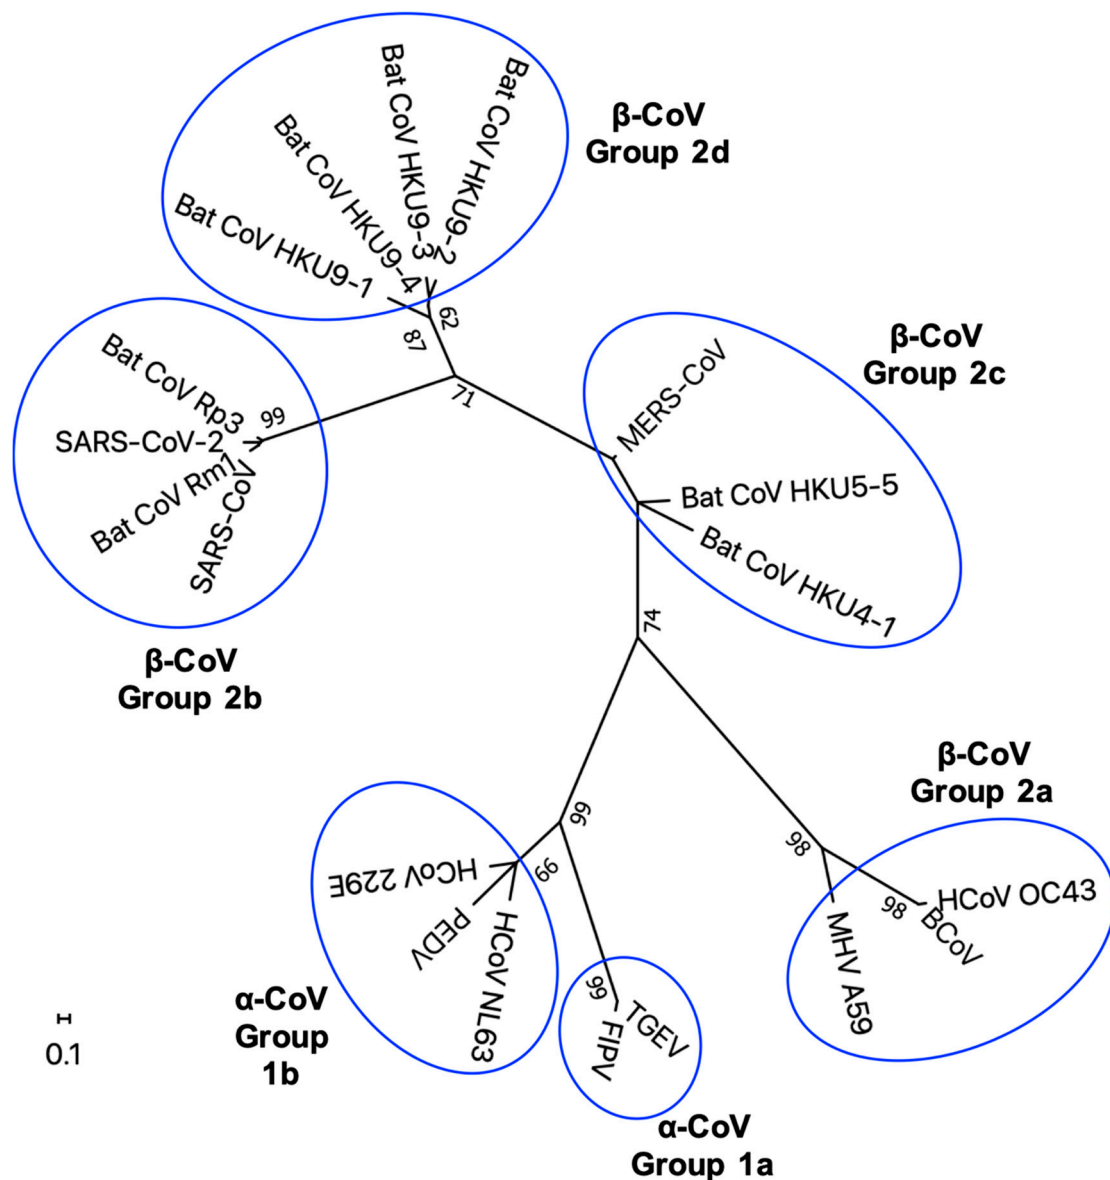 Bat CoV HKU9-3
Bat CoV HKU9-2
β-CoV
Group 2d
Bat CoV HKU9-4
Bat CoV HKU9-1
62
87
71
β-CoV
Group 2c
MERS-CoV
Bat CoV HKU5-5
Bat CoV HKU4-1
Bat CoV Rp3
99
SARS-CoV-2
Bat CoV Rm1
SARS-CoV
β-CoV
Group 2b
74
β-CoV
Group 2a
98
98
HCoV OC43
BCoV
MHV A59
99
66
HCoV 229E
PEDV
HCoV NL63
α-CoV
Group
1b
99
TGEV
FIPV
α-CoV
Group 1a
0.1